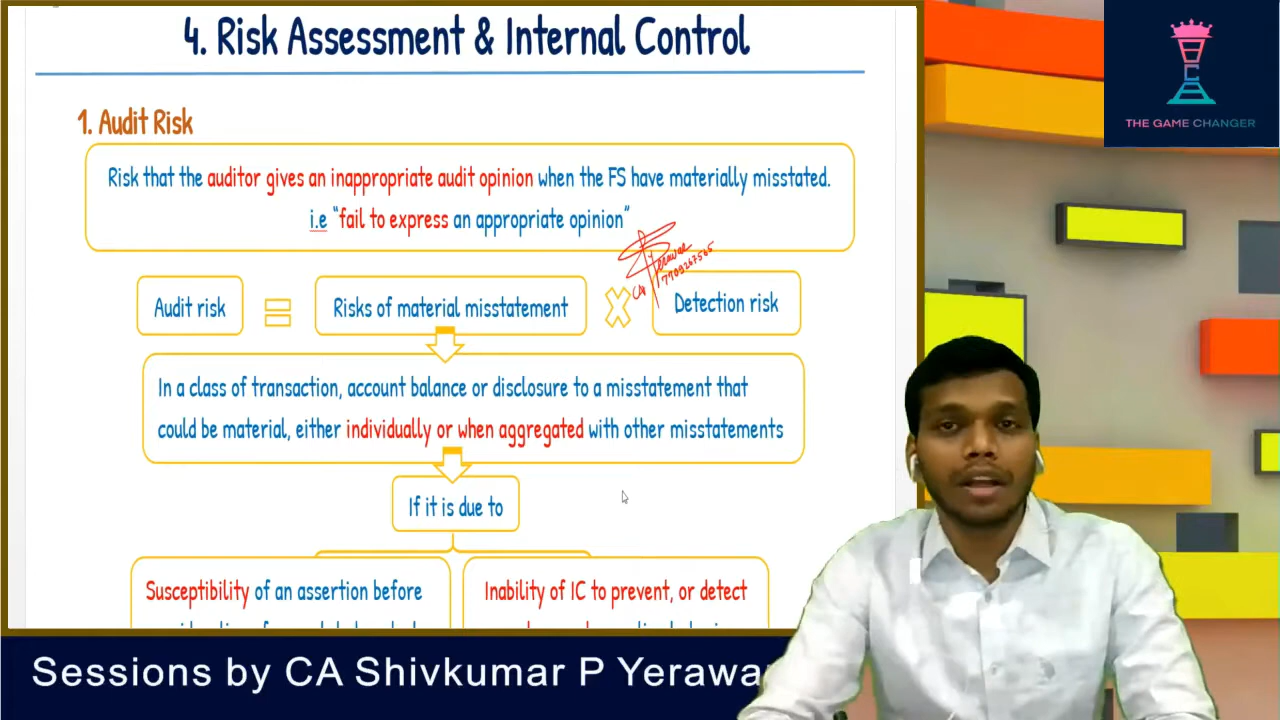 4. Risk Assessment & Internal Control
1. Audit Risk
Risk that the auditor gives an inappropriate audit opinion when the FS have materially misstated.
i.e "fail to express an appropriate opinion"
CA
Yerawar
7709267565
Audit risk
=
Risks of material misstatement
X
Detection risk
In a class of transaction, account balance or disclosure to a misstatement that
could be material, either individually or when aggregated with other misstatements
If it is due to
Susceptibility of an assertion before
Inability of IC to prevent, or detect
THE GAME CHANGER
Sessions by CA Shivkumar P Yerawa